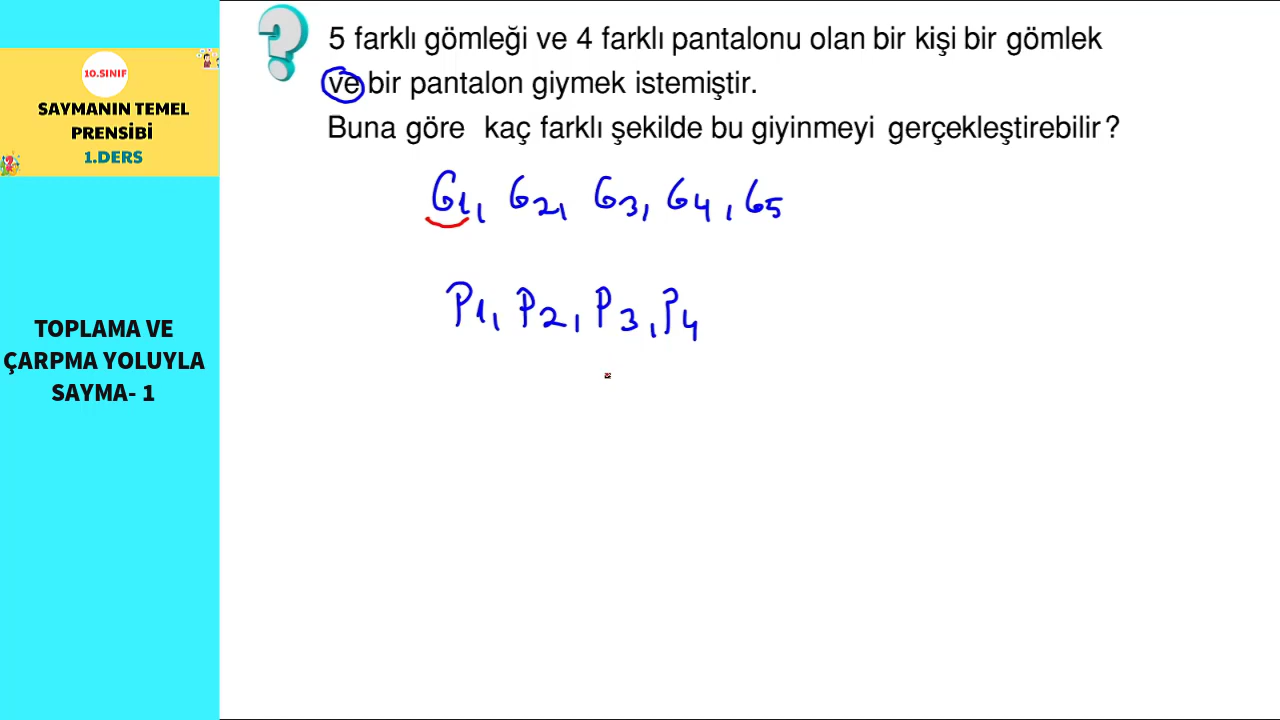 10.SINIF
SAYMANIN TEMEL
PRENSİBİ
1.DERS
TOPLAMA VE
ÇARPMA YOLUYLA
SAYMA- 1
5 farklı gömleği ve 4 farklı pantalonu olan bir kişi bir gömlek
ve bir pantalon giymek istemiştir.
Buna göre kaç farklı şekilde bu giyinmeyi gerçekleştirebilir ?
G1, G2, G3, G4, G5
P1, P2, P3, P4